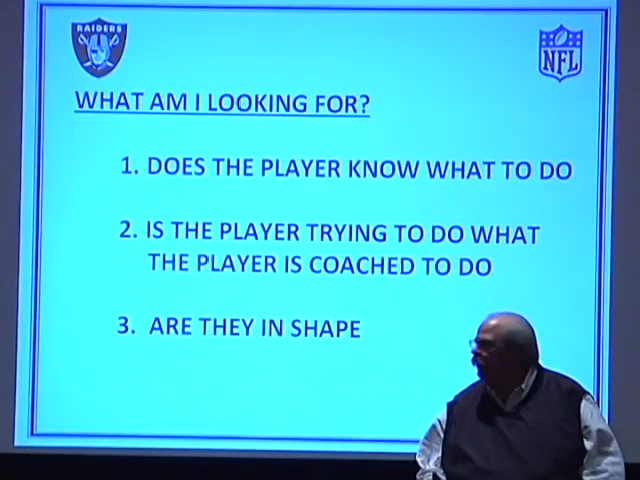 RAIDERS
NFL
WHAT AM I LOOKING FOR?
1. DOES THE PLAYER KNOW WHAT TO DO
2. IS THE PLAYER TRYING TO DO WHAT
THE PLAYER IS COACHED TO DO
3. ARE THEY IN SHAPE